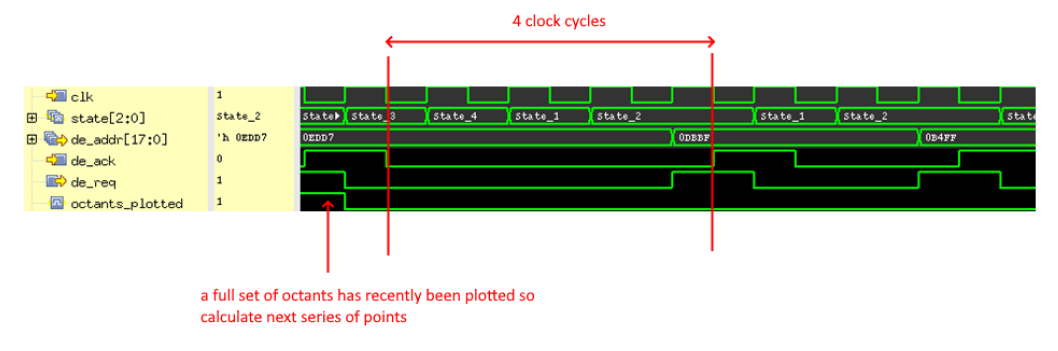 4 clock cycles
clk 1
state[2:0] State_2 State State_3 State_4 State_1 State_2 State_1 State_2 State
de_addr[17:0] 'h 0EDD7 0EDD7 0DBBF 0B4FF
de_ack 0
de_req 1
octants_plotted 1
a full set of octants has recently been plotted so
calculate next series of points